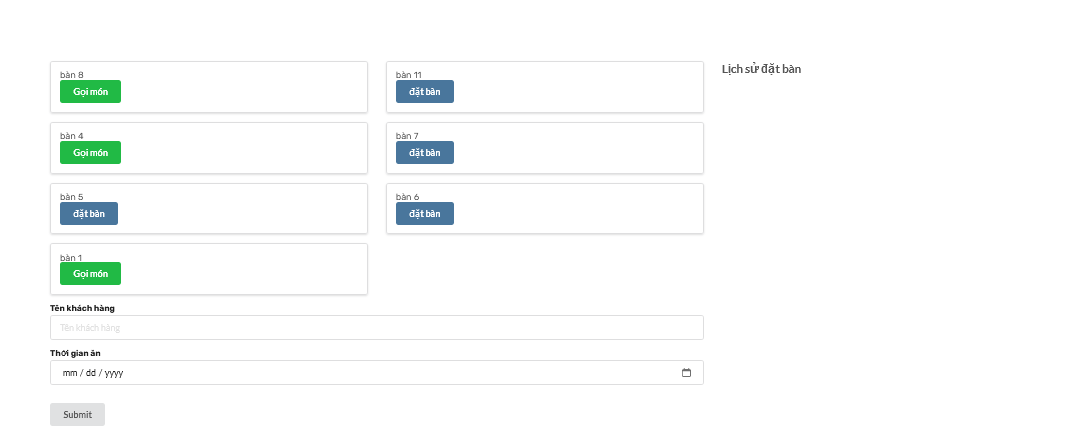 bàn 8
Gọi món
bàn 11
đặt bàn
bàn 4
Gọi món
bàn 7
đặt bàn
bàn 5
đặt bàn
bàn 6
đặt bàn
bàn 1
Gọi món
Tên khách hàng
Tên khách hàng
Thời gian ăn
mm / dd / yyyy
Submit
Lịch sử đặt bàn